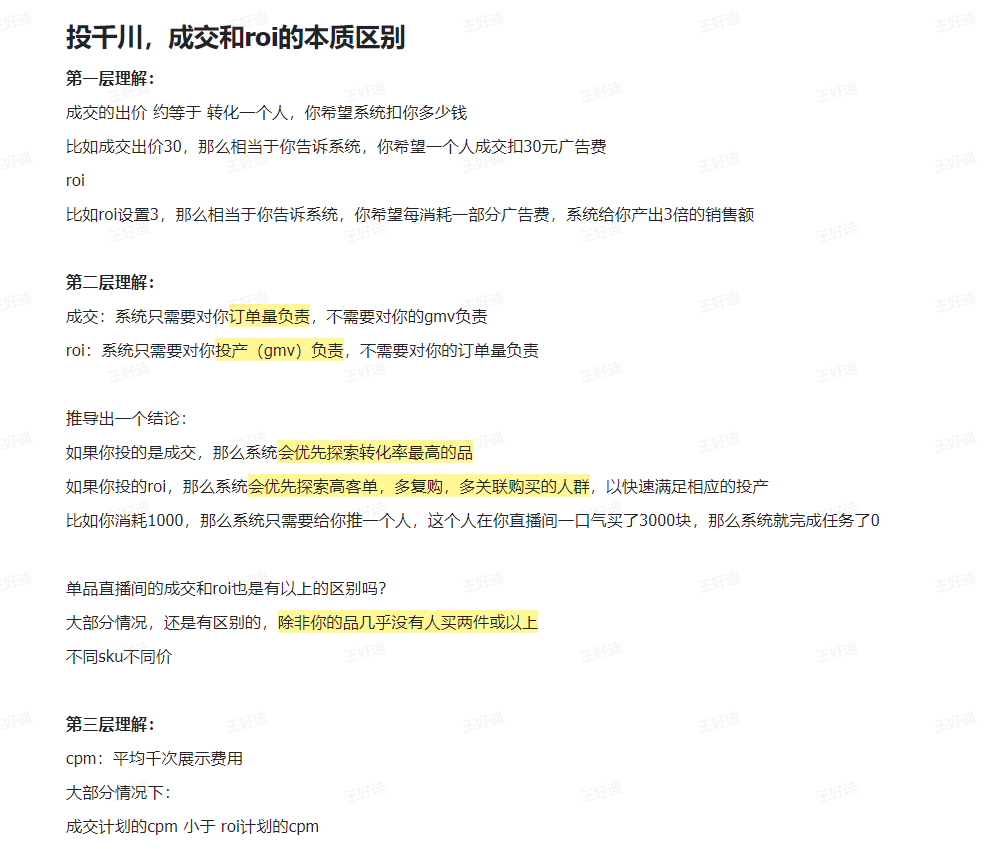 投千川，成交和roi的本质区别
第一层理解：
成交的出价 约等于 转化一个人，你希望系统扣你多少钱
比如成交出价30，那么相当于你告诉系统，你希望一个人成交扣30元广告费
roi
比如roi设置3，那么相当于你告诉系统，你希望每消耗一部分广告费，系统给你产出3倍的销售额
第二层理解：
成交：系统只需要对你订单量负责，不需要对你的gmv负责
roi：系统只需要对你投产（gmv）负责，不需要对你的订单量负责
推导出一个结论：
如果你投的是成交，那么系统会优先探索转化率最高的品
如果你投的roi，那么系统会优先探索高客单，多复购，多关联购买的人群，以快速满足相应的投产
比如你消耗1000，那么系统只需要给你推一个人，这个人在你直播间一口气买了3000块，那么系统就完成任务了0
单品直播间的成交和roi也是有以上的区别吗？
大部分情况，还是有区别的，除非你的品几乎没有人买两件或以上
不同sku不同价
第三层理解：
cpm：平均千次展示费用
大部分情况下：
成交计划的cpm 小于 roi计划的cpm
王好迪